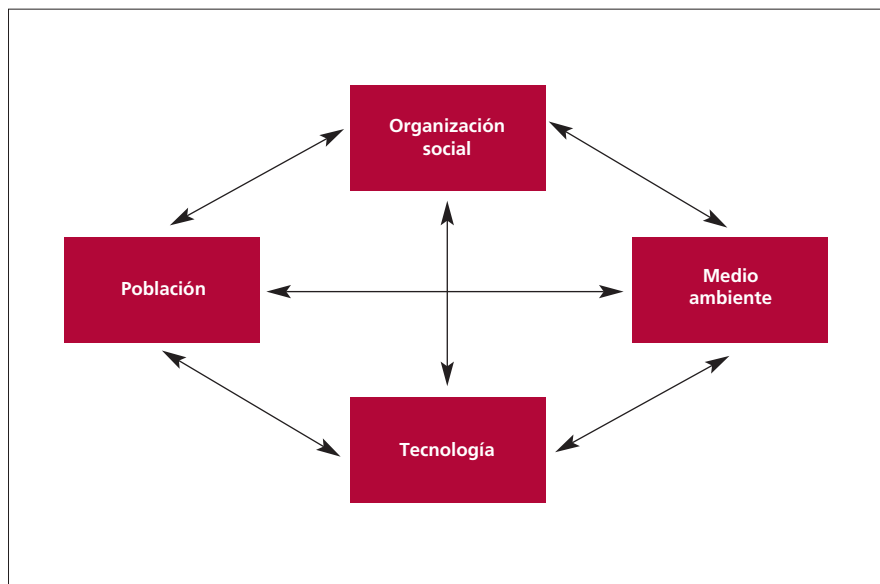 Organización
social
Población
Medio
ambiente
Tecnología